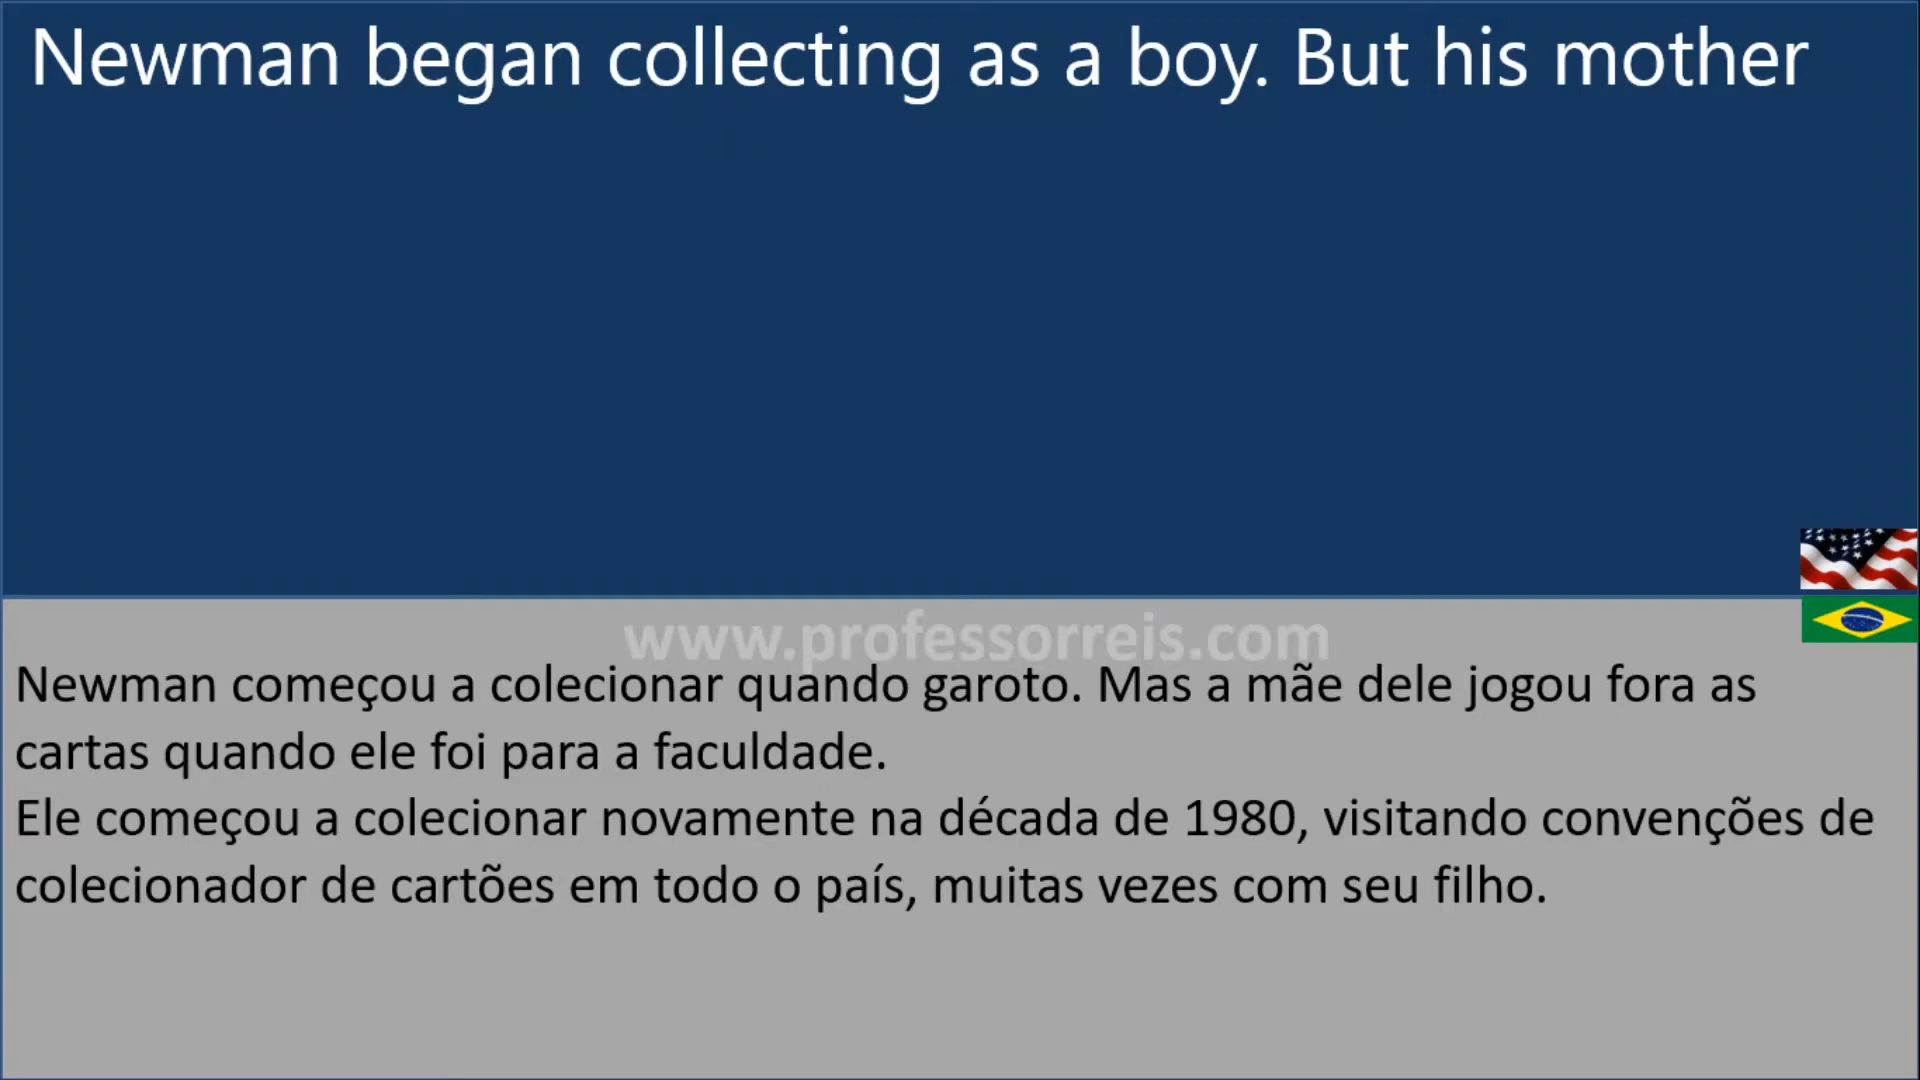 Newman began collecting as a boy. But his mother
www.professorreis.com
Newman começou a colecionar quando garoto. Mas a mãe dele jogou fora as
cartas quando ele foi para a faculdade.
Ele começou a colecionar novamente na década de 1980, visitando convenções de
colecionador de cartões em todo o país, muitas vezes com seu filho.